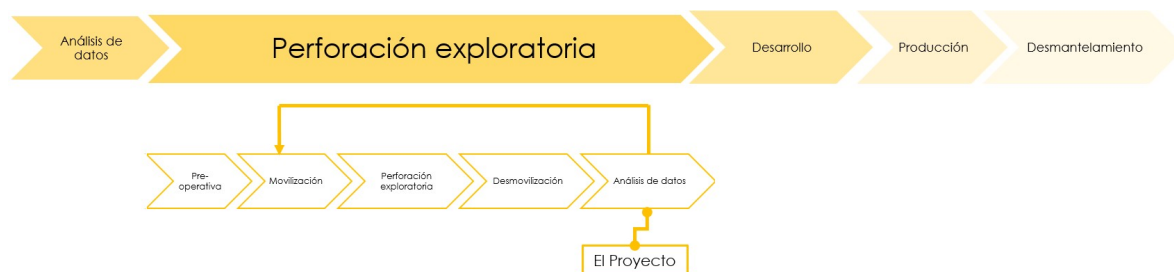 Análisis de
datos
Perforación exploratoria
Desarrollo
Producción
Desmantelamiento
Pre-
operativa
Movilización
Perforación
exploratoria
Desmovilización
Análisis de datos
El Proyecto